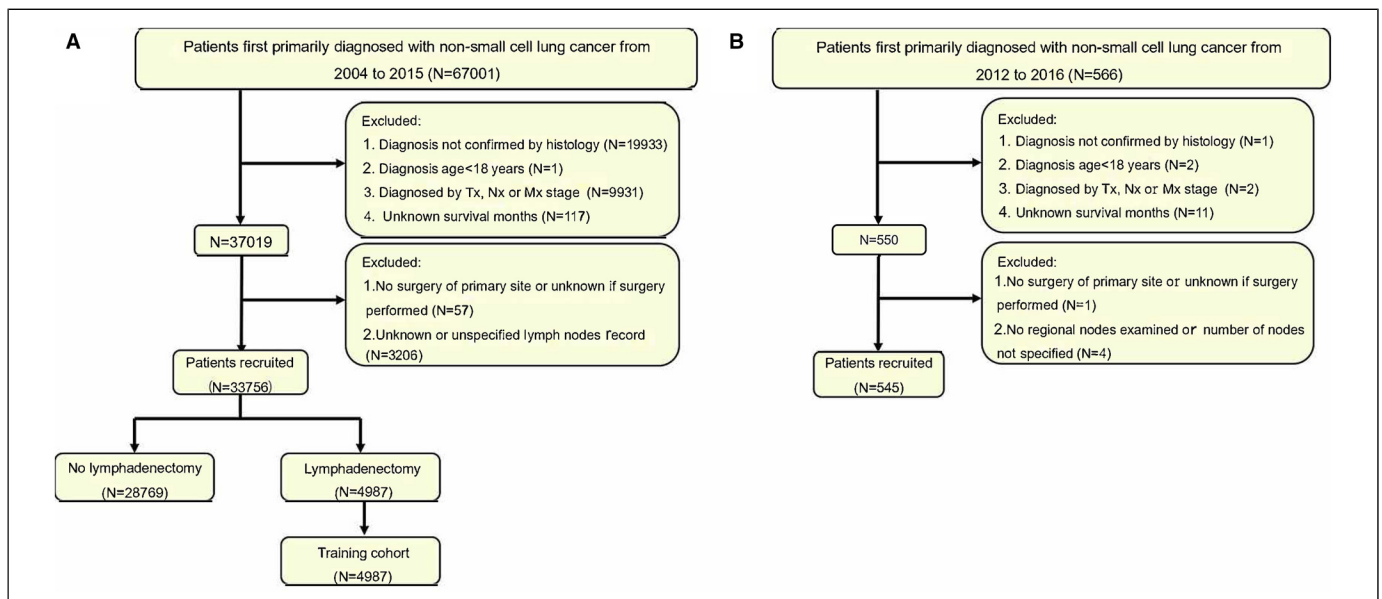 A
Patients first primarily diagnosed with non-small cell lung cancer from
2004 to 2015 (N=67001)
Excluded:
1. Diagnosis not confirmed by histology (N=19933)
2. Diagnosis age<18 years (N=1)
3. Diagnosed by Tx, Nx or Mx stage (N=9931)
4. Unknown survival months (N=117)
N=37019
Excluded:
1.No surgery of primary site or unknown if surgery
performed (N=57)
2.Unknown or unspecified lymph nodes record
(N=3206)
Patients recruited
(N=33756)
No lymphadenectomy
(N=28769)
Lymphadenectomy
(N=4987)
Training cohort
(N=4987)
B
Patients first primarily diagnosed with non-small cell lung cancer from
2012 to 2016 (N=566)
Excluded:
1. Diagnosis not confirmed by histology (N=1)
2. Diagnosis age<18 years (N=2)
3. Diagnosed by Tx, Nx or Mx stage (N=2)
4. Unknown survival months (N=11)
N=550
Excluded:
1.No surgery of primary site or unknown if surgery
performed (N=1)
2.No regional nodes examined or number of nodes
not specified (N=4)
Patients recruited
(N=545)